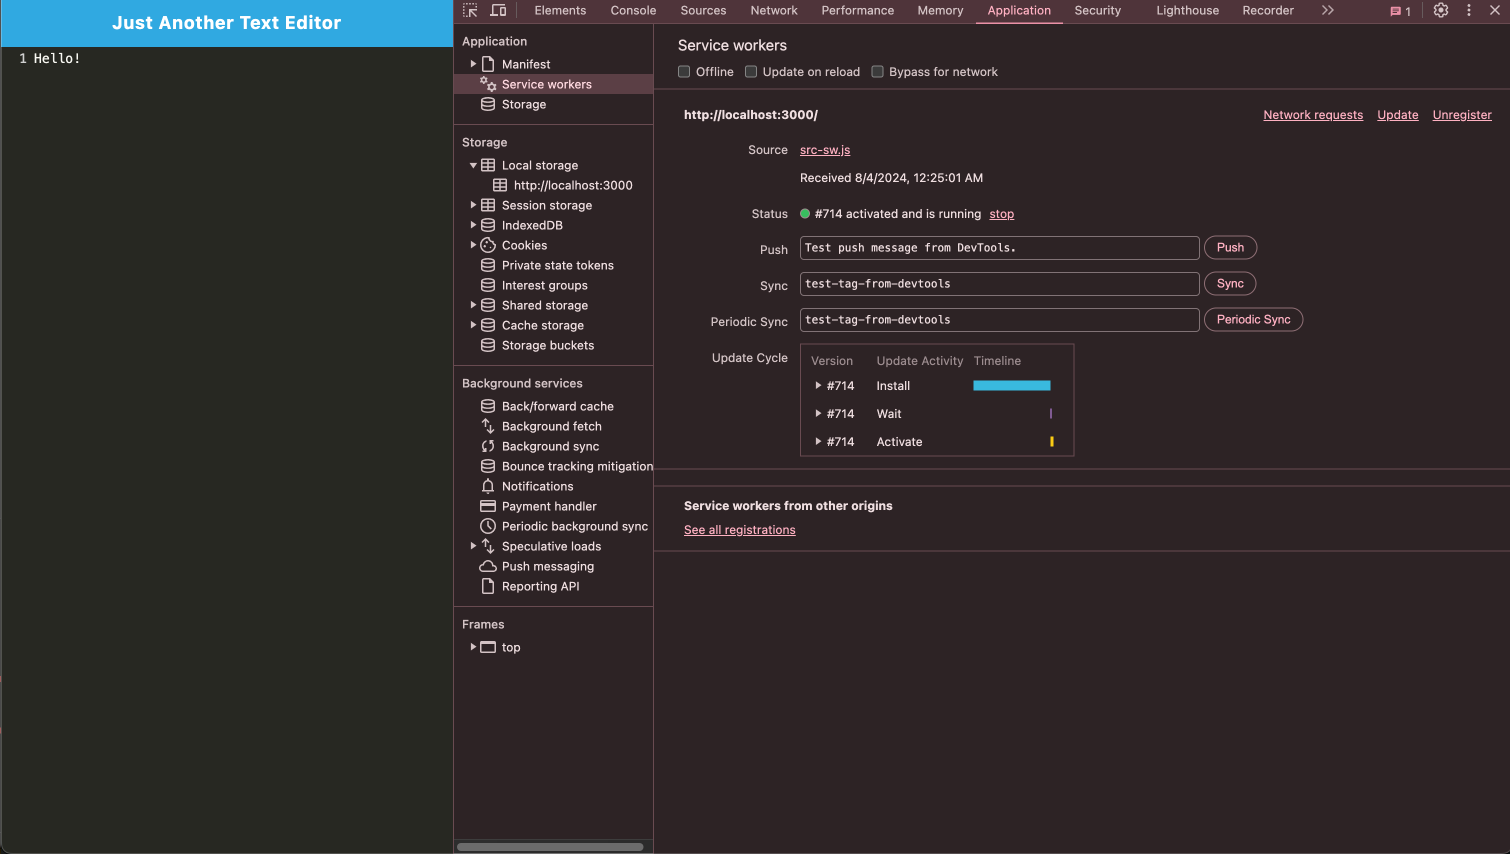 Just Another Text Editor
1 Hello!
Elements Console Sources Network Performance Memory Application Security Lighthouse Recorder 1
Application
Manifest
Service workers
Storage
Storage
Local storage
http://localhost:3000
Session storage
IndexedDB
Cookies
Private state tokens
Interest groups
Shared storage
Cache storage
Storage buckets
Background services
Back/forward cache
Background fetch
Background sync
Bounce tracking mitigation
Notifications
Payment handler
Periodic background sync
Speculative loads
Push messaging
Reporting API
Frames
top
Service workers
Offline Update on reload Bypass for network
http://localhost:3000/ Network requests Update Unregister
Source src-sw.js
Received 8/4/2024, 12:25:01 AM
Status #714 activated and is running stop
Push Test push message from DevTools. Push
Sync test-tag-from-devtools Sync
Periodic Sync test-tag-from-devtools Periodic Sync
Update Cycle Version Update Activity Timeline
#714 Install
#714 Wait
#714 Activate
Service workers from other origins
See all registrations